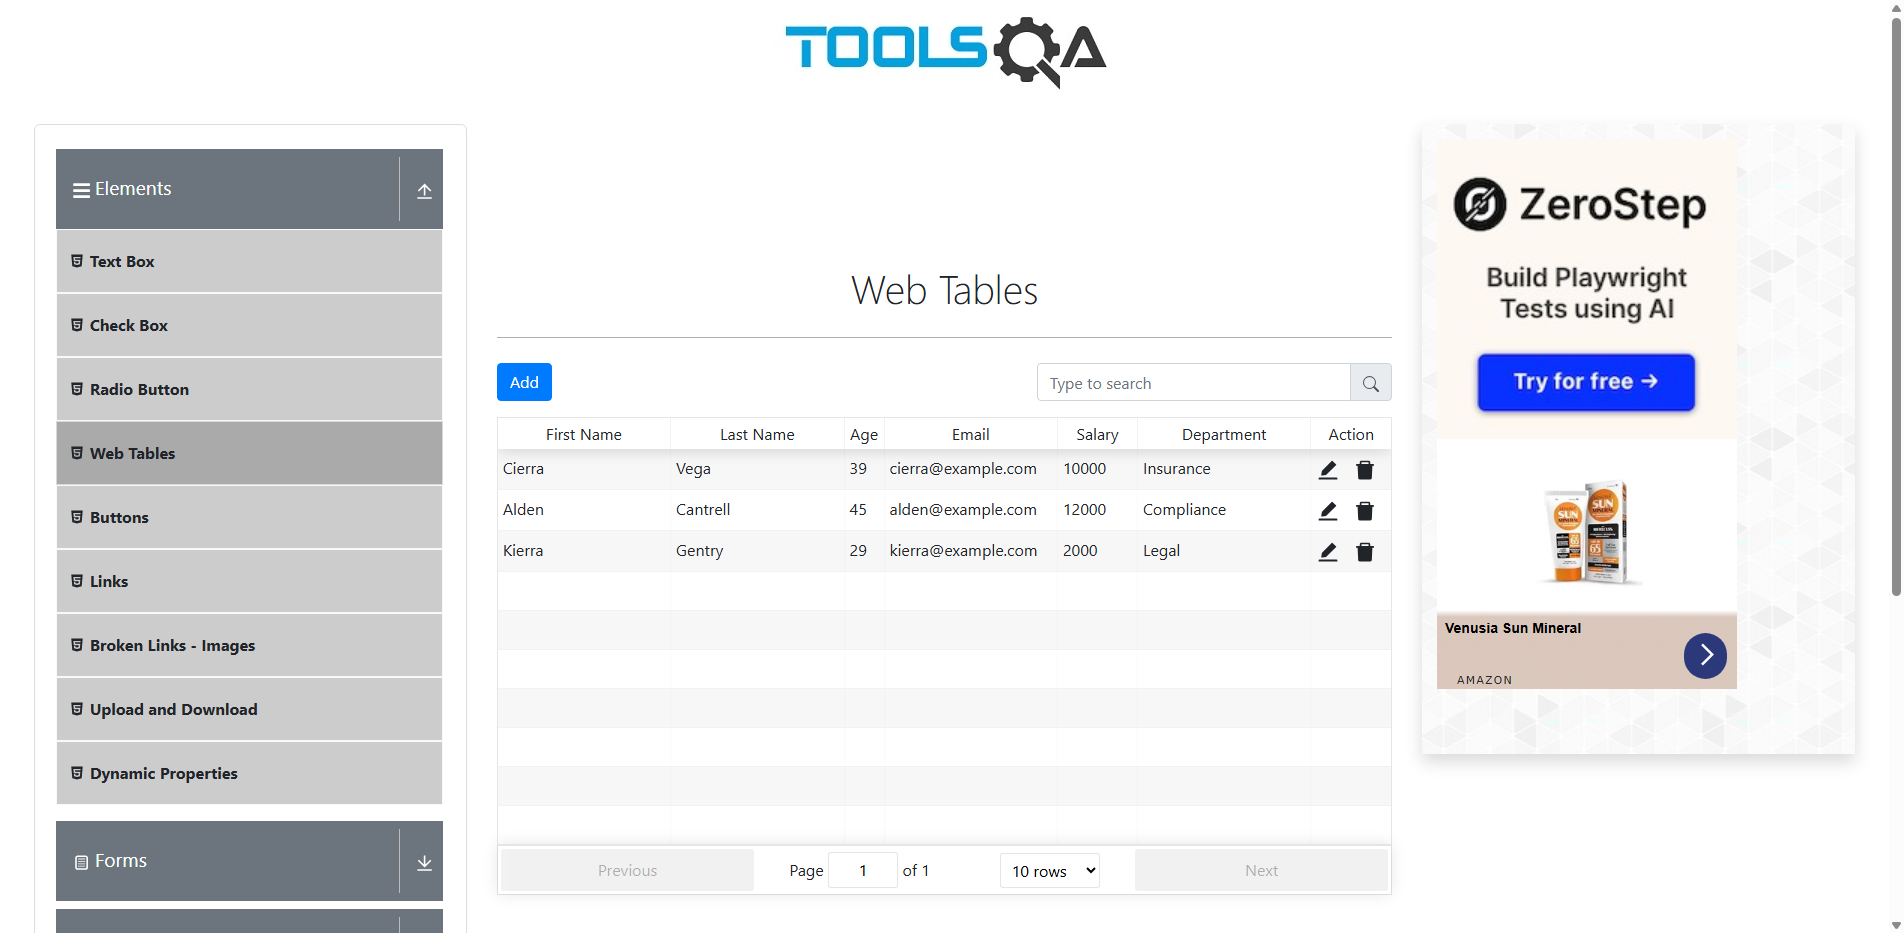 TOOLSQA
Elements
Text Box
Check Box
Radio Button
Web Tables
Buttons
Links
Broken Links - Images
Upload and Download
Dynamic Properties
Forms
Web Tables
Add
Type to search
First Name Last Name Age Email Salary Department Action
Cierra Vega 39 cierra@example.com 10000 Insurance
Alden Cantrell 45 alden@example.com 12000 Compliance
Kierra Gentry 29 kierra@example.com 2000 Legal
Previous Page 1 of 1 10 rows Next
ZeroStep
Build Playwright
Tests using AI
Try for free →
SUN
MINERAL
SUN
MINERAL
Venusia Sun Mineral
AMAZON